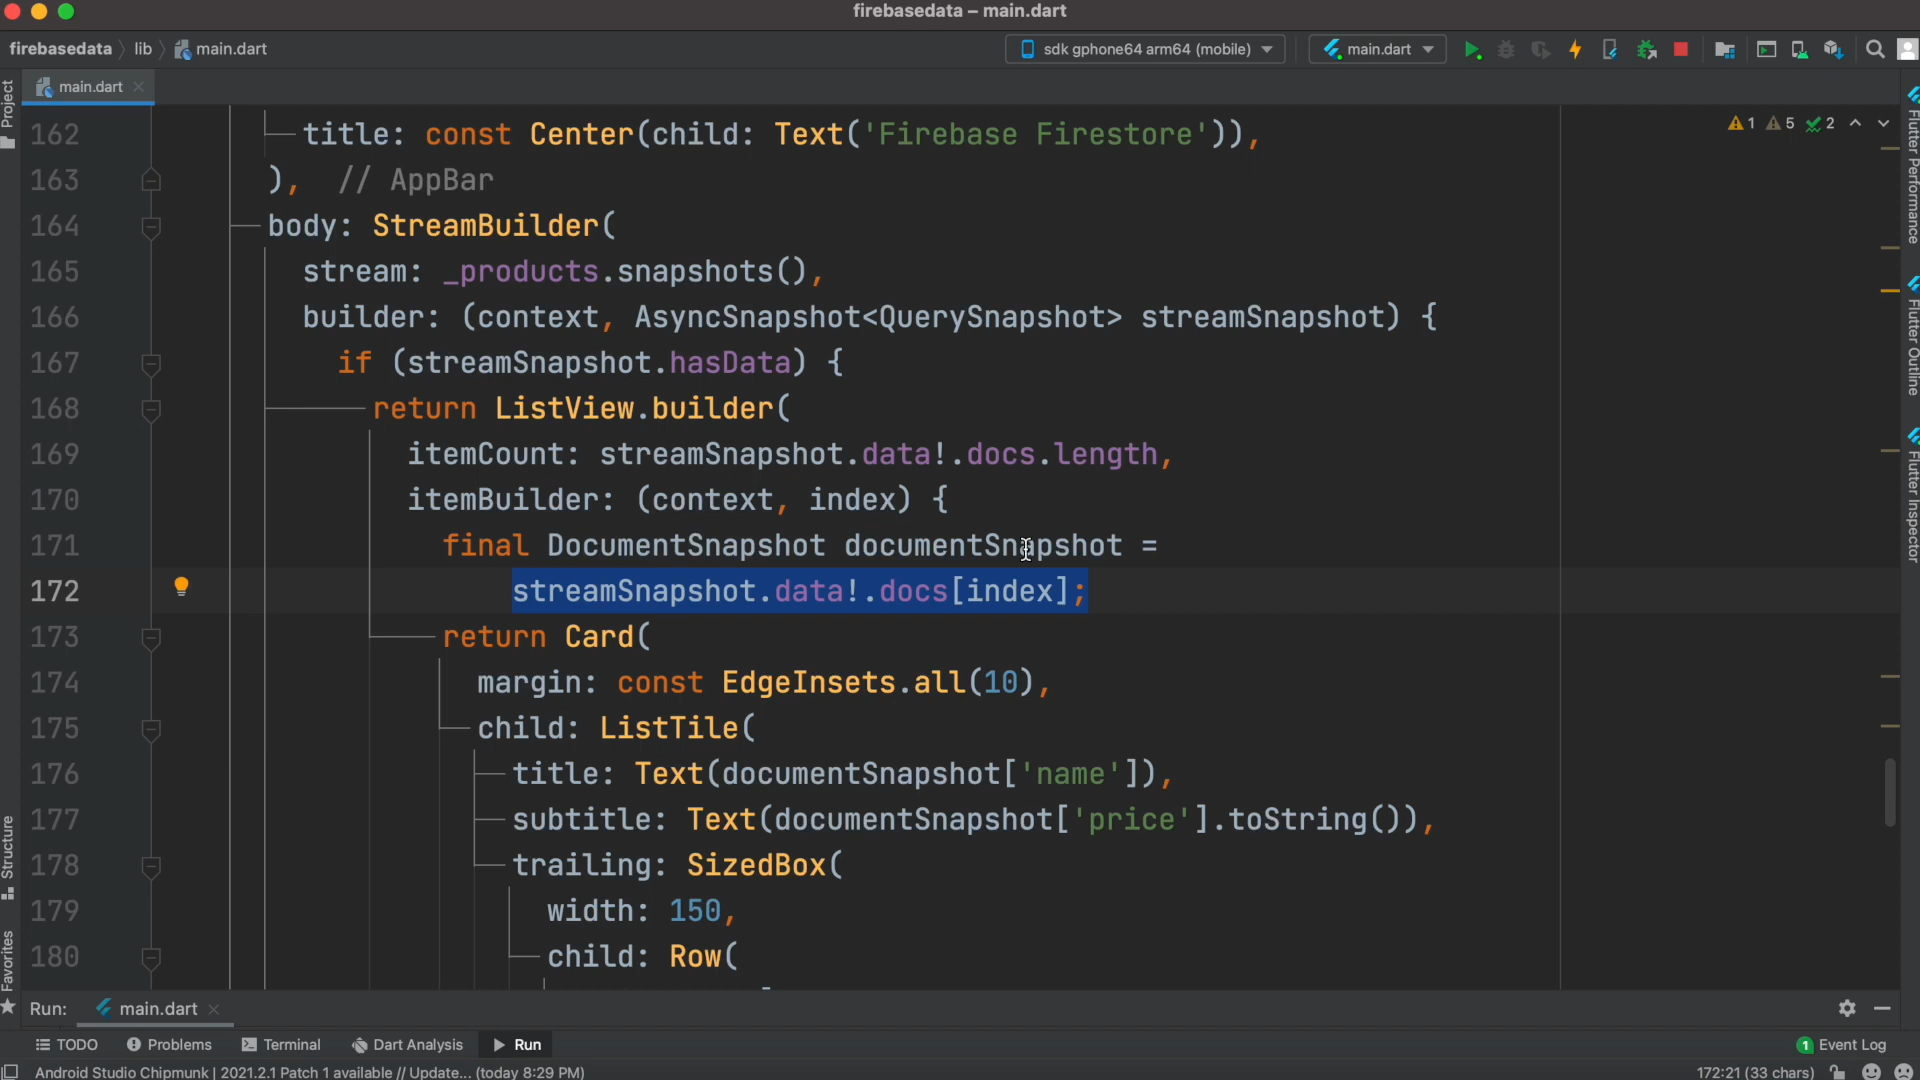 firebasedata – main.dart
firebasedata lib main.dart
sdk gphone64 arm64 (mobile) main.dart
main.dart
Project
162 title: const Center(child: Text('Firebase Firestore')),
1 5 2
163 ), // AppBar
164 body: StreamBuilder(
165 stream: _products.snapshots(),
166 builder: (context, AsyncSnapshot<QuerySnapshot> streamSnapshot) {
167 if (streamSnapshot.hasData) {
168 return ListView.builder(
169 itemCount: streamSnapshot.data!.docs.length,
170 itemBuilder: (context, index) {
171 final DocumentSnapshot documentSnapshot =
172 streamSnapshot.data!.docs[index];
173 return Card(
174 margin: const EdgeInsets.all(10),
175 child: ListTile(
176 title: Text(documentSnapshot['name']),
177 subtitle: Text(documentSnapshot['price'].toString()),
178 trailing: SizedBox(
179 width: 150,
180 child: Row(
Flutter Performance
Flutter Outline
Flutter Inspector
Structure
Favorites
Run: main.dart
TODO Problems Terminal Dart Analysis Run 1 Event Log
Android Studio Chipmunk | 2021.2.1 Patch 1 available // Update... (today 8:29 PM) 172:21 (33 chars)